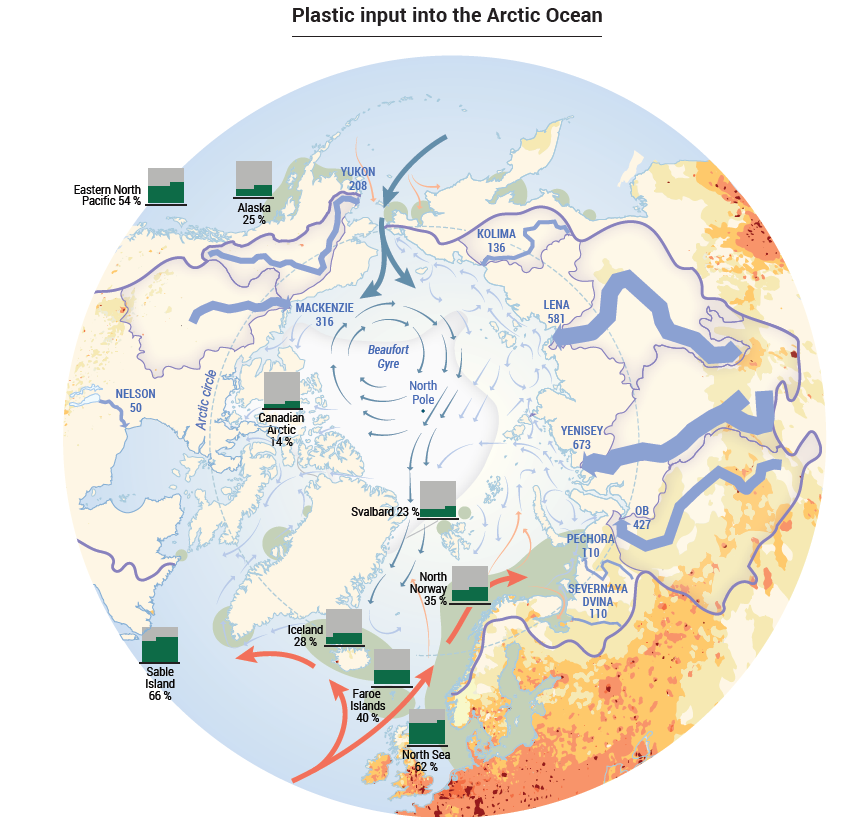 Plastic input into the Arctic Ocean
YUKON
208
Eastern North
Pacific 54 %
Alaska
25 %
KOLIMA
136
MACKENZIE
316
LENA
581
Beaufort
Gyre
North
Pole
Arctic circle
NELSON
50
Canadian
Arctic
14 %
YENISEY
673
Svalbard 23 %
OB
427
PECHORA
110
North
Norway
35 %
SEVERNAYA
DVINA
110
Iceland
28 %
Sable
Island
66 %
Faroe
Islands
40 %
North Sea
62 %